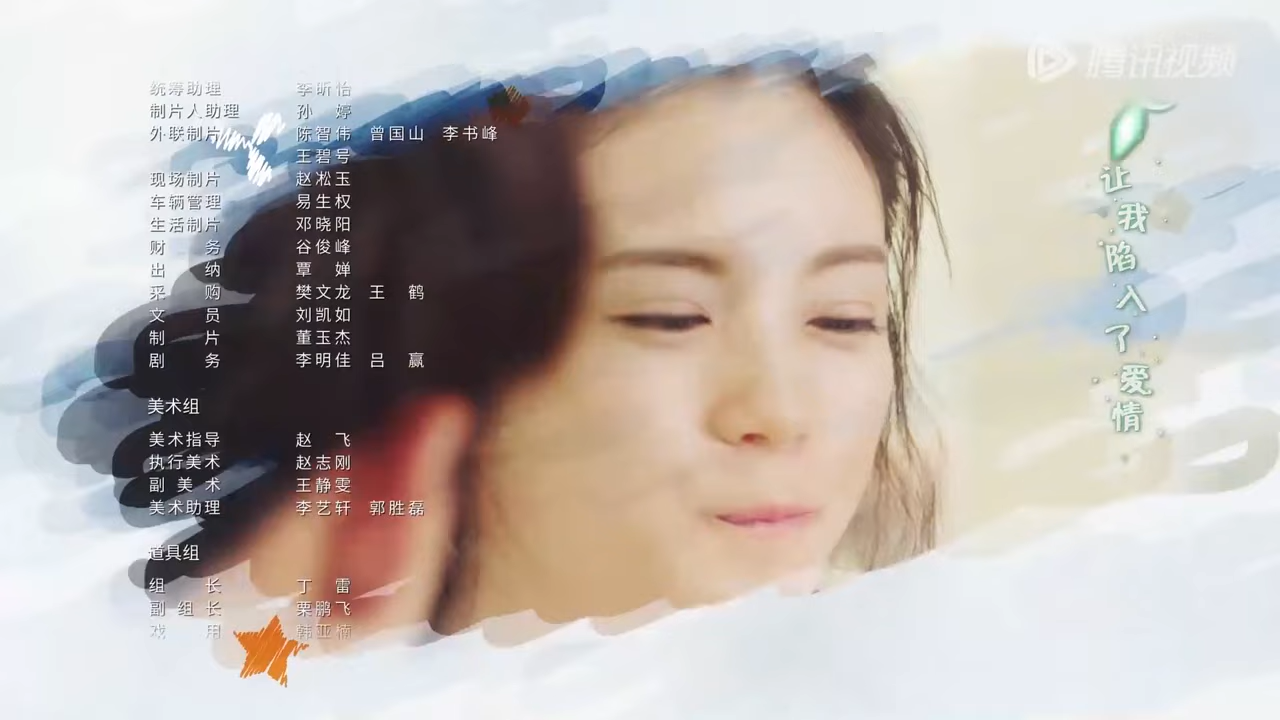 统筹助理 李昕怡
制片人助理 孙 婷
外联制片 陈智伟 曾国山 李书峰
王碧号
现场制片 赵凇玉
车辆管理 易生权
生活制片 邓晓阳
财 务 谷俊峰
出 纳 覃 婵
采 购 樊文龙 王 鹤
文 员 刘凯如
制 片 董玉杰
剧 务 李明佳 吕 赢
美术组
美术指导 赵 飞
执行美术 赵志刚
副 美 术 王静雯
美术助理 李艺轩 郭胜磊
道具组
组 长 丁 雷
副 组 长 栗鹏飞
戏 用 韩亚楠
腾讯视频
让我陷入了爱情